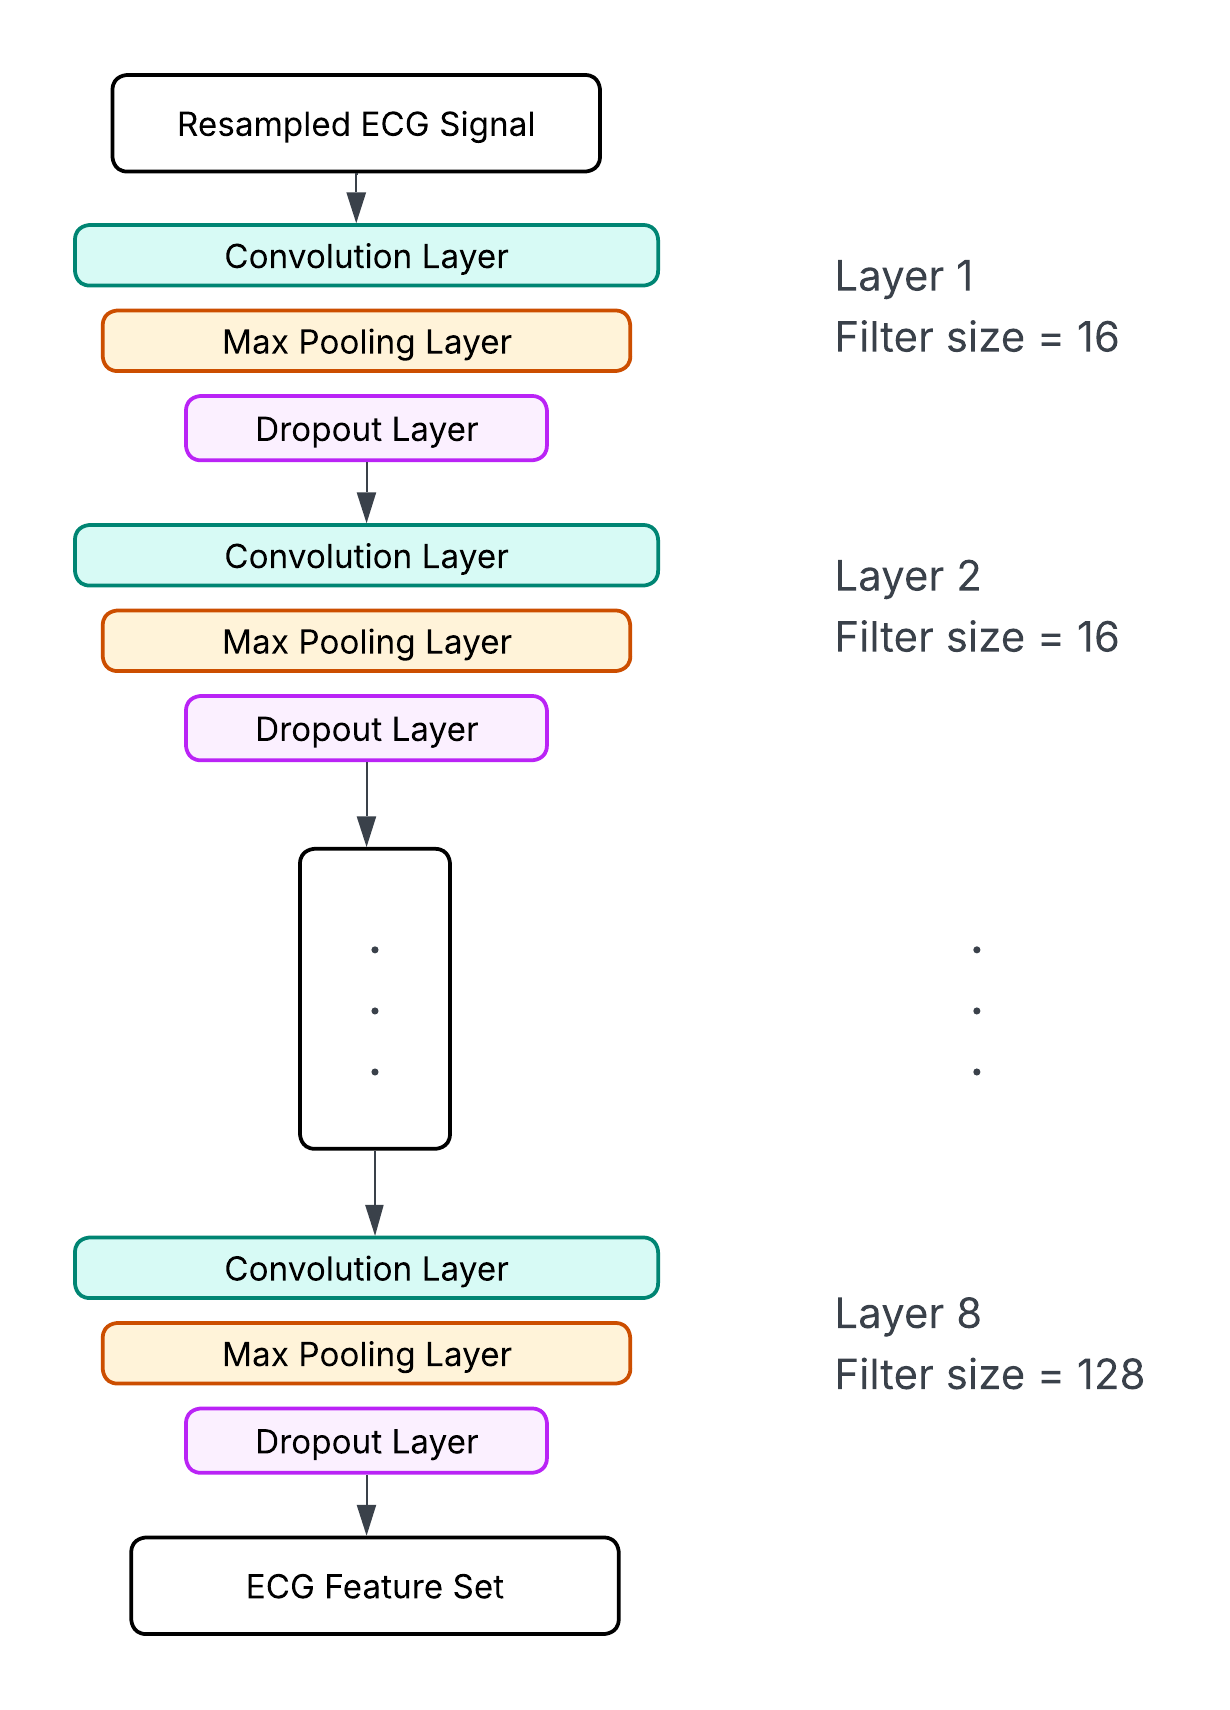 Resampled ECG Signal
Convolution Layer
Max Pooling Layer
Dropout Layer
Layer 1
Filter size = 16
Convolution Layer
Max Pooling Layer
Dropout Layer
Layer 2
Filter size = 16
.
.
.
.
.
.
Convolution Layer
Max Pooling Layer
Dropout Layer
Layer 8
Filter size = 128
ECG Feature Set